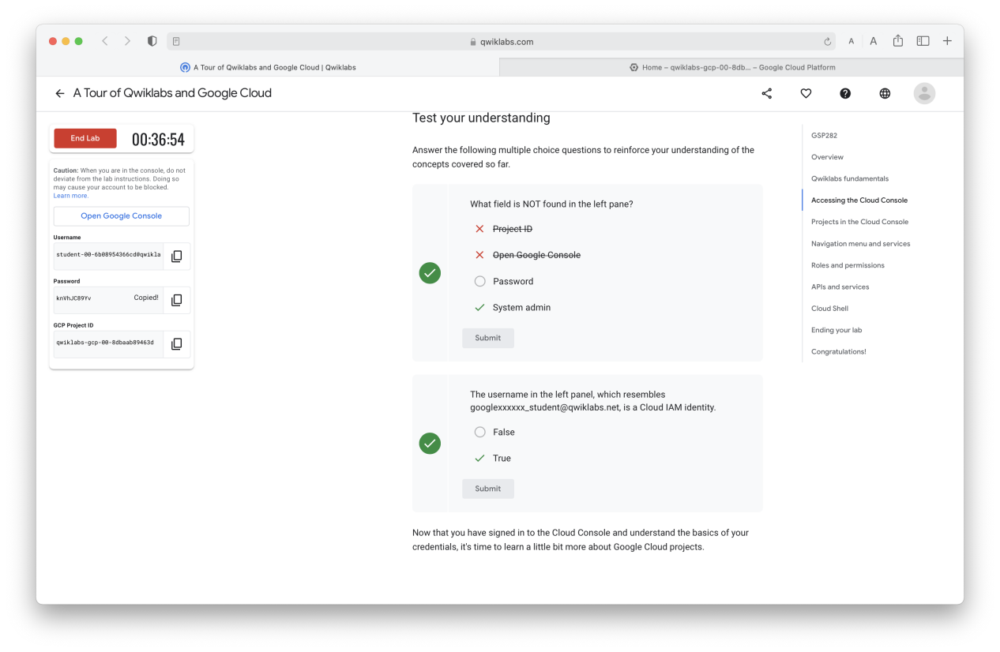 qwiklabs.com
A A
A Tour of Qwiklabs and Google Cloud | Qwiklabs
Home – qwiklabs-gcp-00-8db... – Google Cloud Platform
A Tour of Qwiklabs and Google Cloud
End Lab
00:36:54
Caution: When you are in the console, do not
deviate from the lab instructions. Doing so
may cause your account to be blocked.
Learn more.
Open Google Console
Username
student-00-6b08954366cd@qwikla
Password
knVhJC89Yv
Copied!
GCP Project ID
qwiklabs-gcp-00-8dbaab89463d
Test your understanding
Answer the following multiple choice questions to reinforce your understanding of the
concepts covered so far.
What field is NOT found in the left pane?
Project ID
Open Google Console
Password
System admin
Submit
The username in the left panel, which resembles
googlexxxxxx_student@qwiklabs.net, is a Cloud IAM identity.
False
True
Submit
Now that you have signed in to the Cloud Console and understand the basics of your
credentials, it's time to learn a little bit more about Google Cloud projects.
GSP282
Overview
Qwiklabs fundamentals
Accessing the Cloud Console
Projects in the Cloud Console
Navigation menu and services
Roles and permissions
APIs and services
Cloud Shell
Ending your lab
Congratulations!